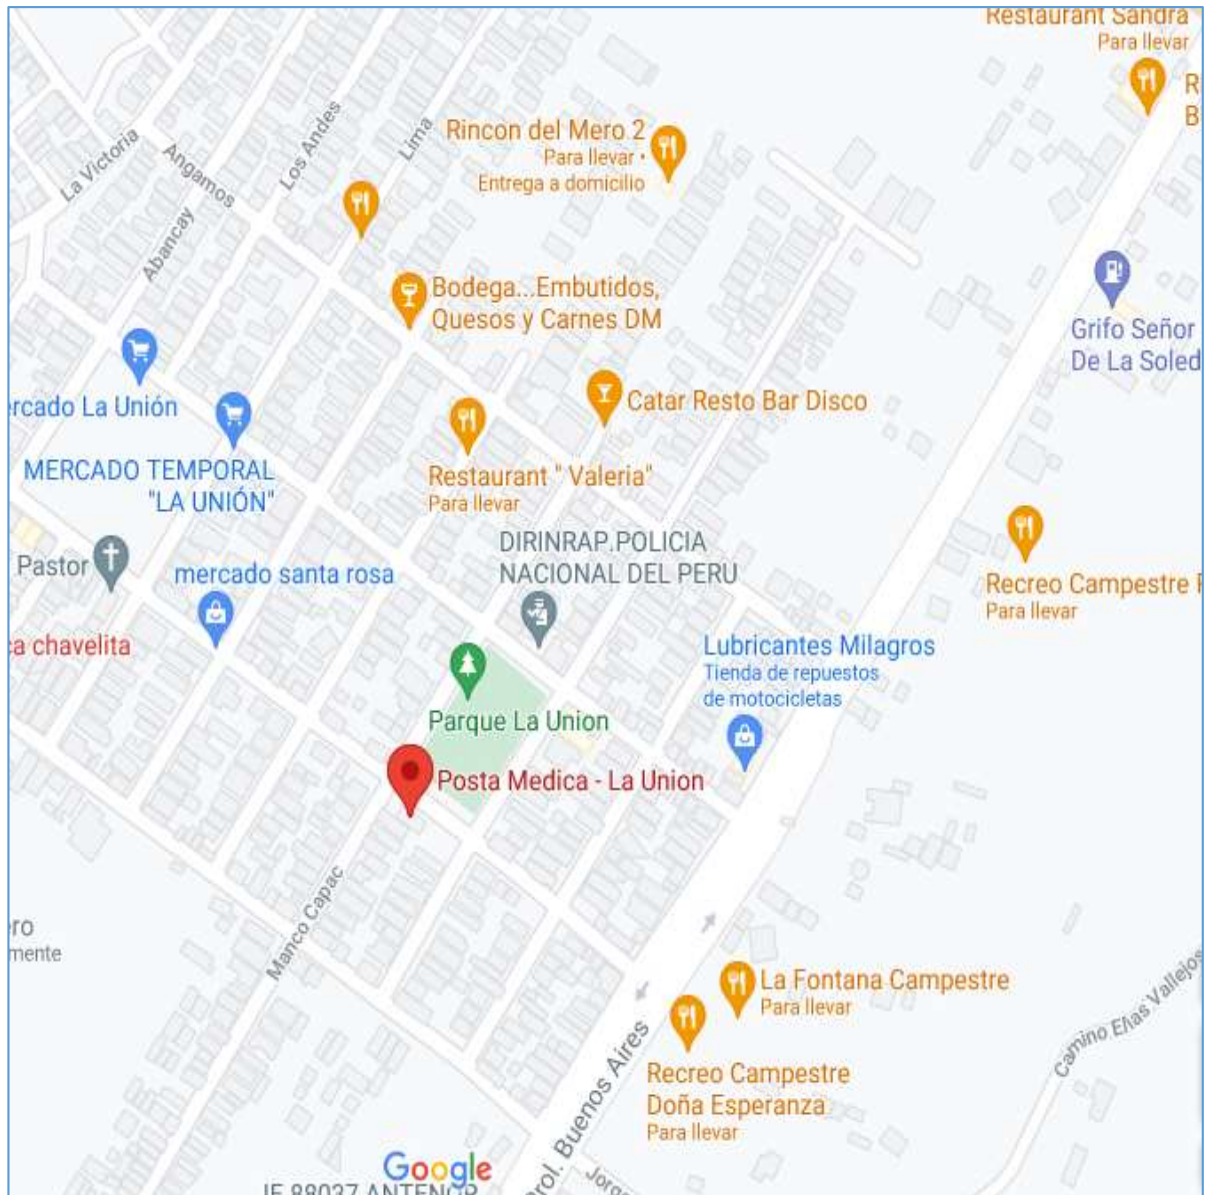 Restaurant Sandra
Para llevar
R
B
Rincon del Mero 2
Para llevar •
Entrega a domicilio
La Victoria
Angamos
Los Andes
Lima
Abancay
Bodega...Embutidos,
Quesos y Carnes DM
Grifo Señor
De La Soled
ercado La Unión
Catar Resto Bar Disco
MERCADO TEMPORAL
"LA UNIÓN"
Restaurant " Valeria"
Para llevar
DIRINRAP.POLICIA
NACIONAL DEL PERU
Pastor
mercado santa rosa
Recreo Campestre
Para llevar
ca chavelita
Lubricantes Milagros
Tienda de repuestos
de motocicletas
Parque La Union
Posta Medica - La Union
Manco Capac
ro
mente
La Fontana Campestre
Para llevar
Camino Elías Vallejos
Recreo Campestre
Doña Esperanza
Para llevar
Prol. Buenos Aires
Google
IE 88037 ANTENOR
Jorge